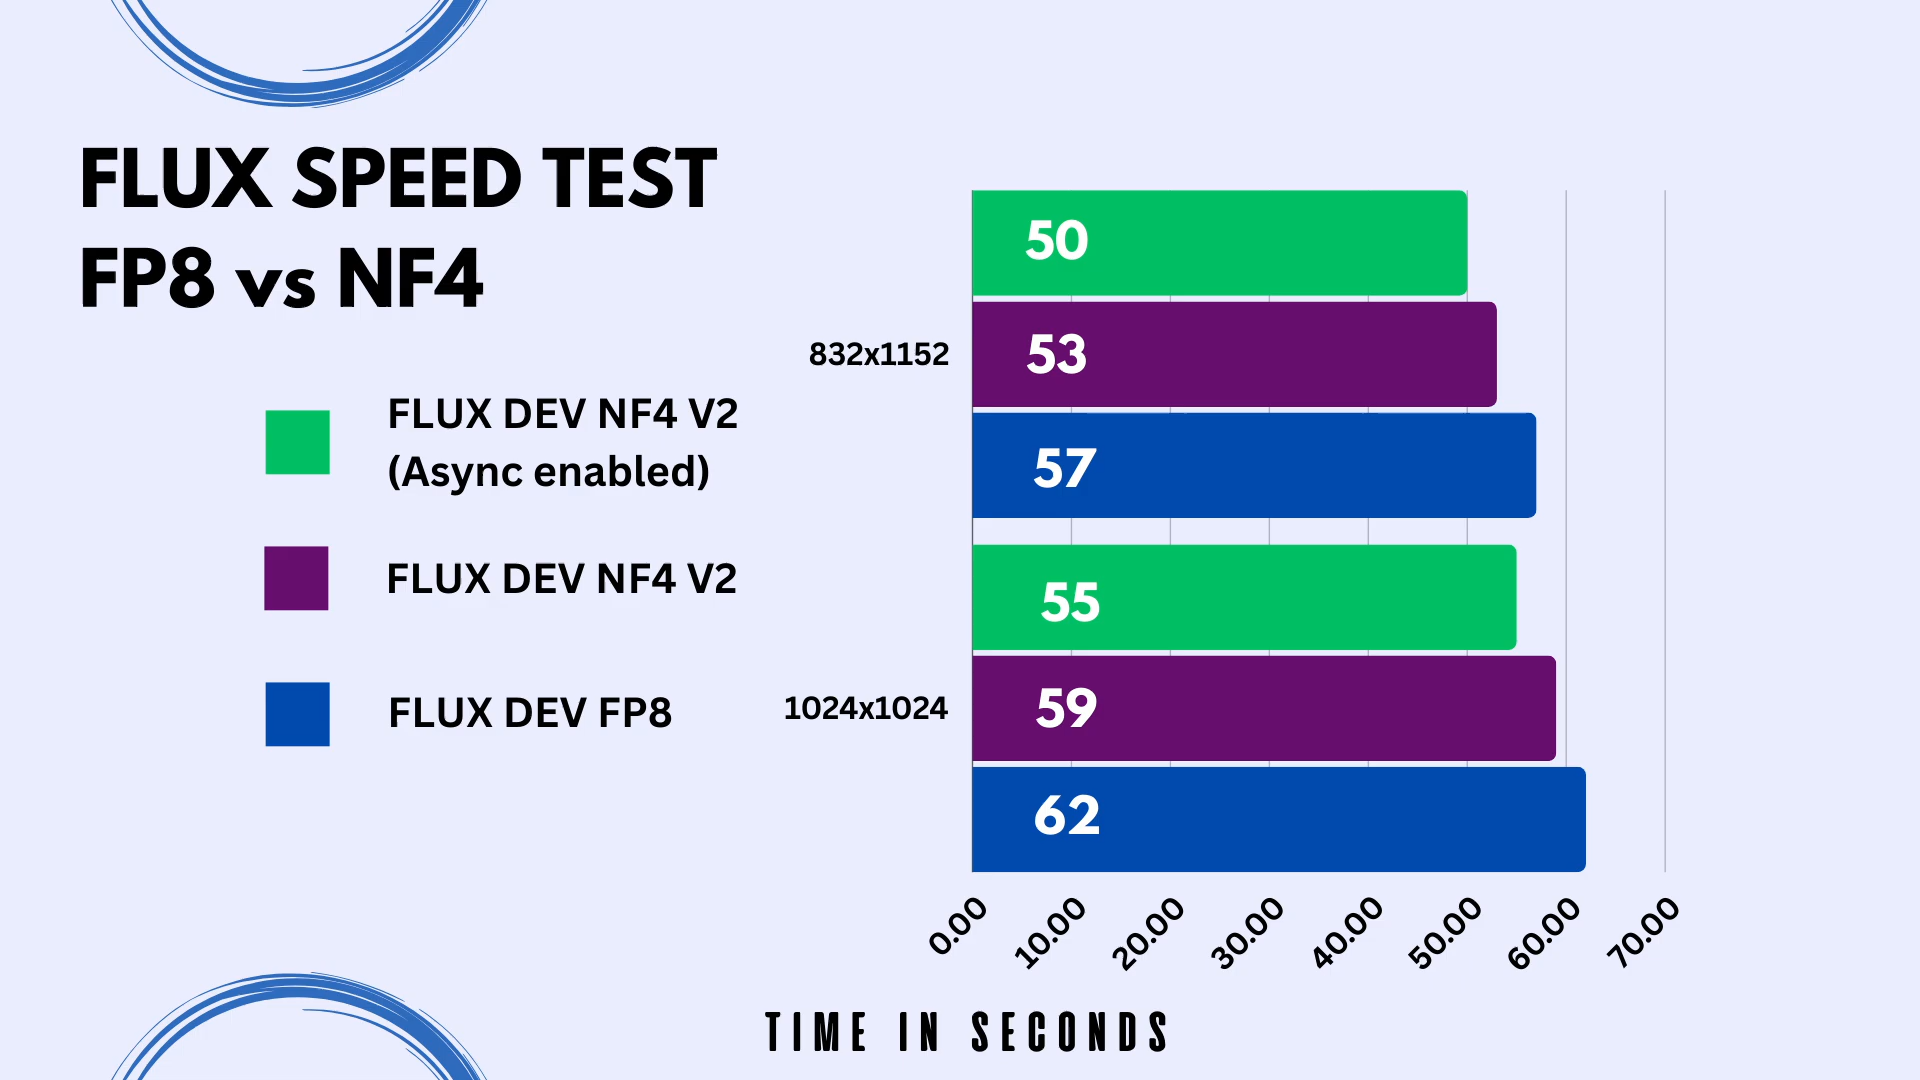 FLUX SPEED TEST
FP8 vs NF4
FLUX DEV NF4 V2
(Async enabled)
FLUX DEV NF4 V2
FLUX DEV FP8
832x1152
50
53
57
1024x1024
55
59
62
0.00
10.00
20.00
30.00
40.00
50.00
60.00
70.00
TIME IN SECONDS